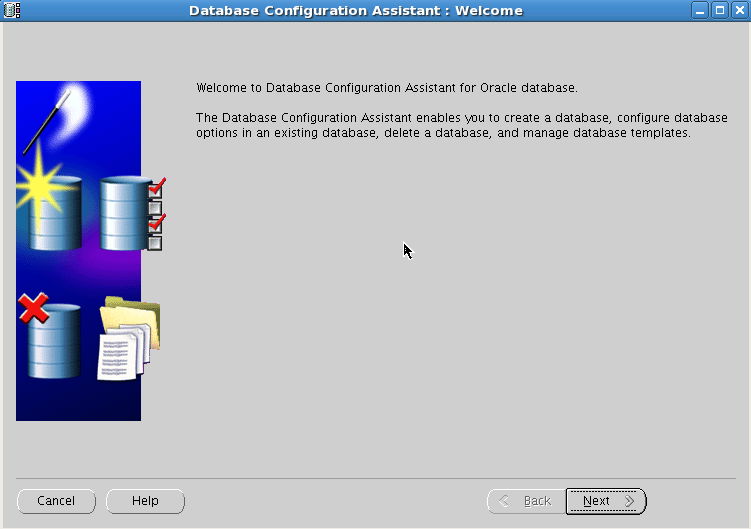 Database Configuration Assistant : Welcome
Welcome to Database Configuration Assistant for Oracle database.
The Database Configuration Assistant enables you to create a database, configure database
options in an existing database, delete a database, and manage database templates.
Cancel
Help
Back
Next